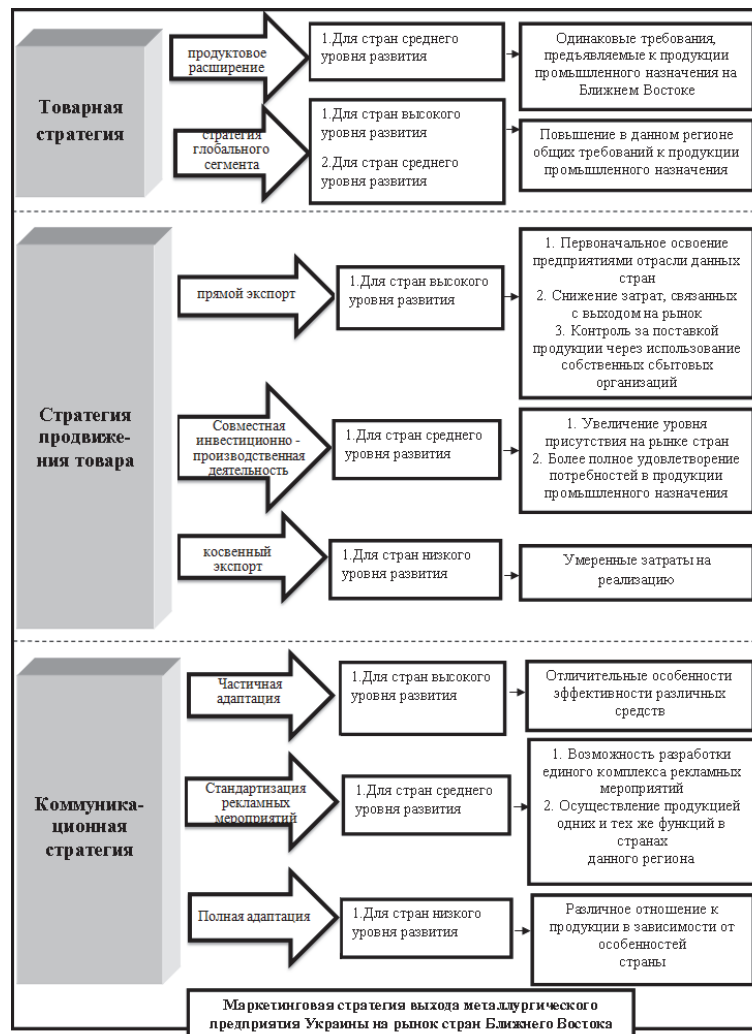 Товарная
стратегия
продуктовое
расширение
1.Для стран среднего
уровня развития
Одинаковые требования,
предъявляемые к продукции
промышленного назначения на
Ближнем Востоке
стратегия
глобального
сегмента
1.Для стран высокого
уровня развития
2.Для стран среднего
уровня развития
Повышение в данном регионе
общих требований к продукции
промышленного назначения
Стратегия
продвиже-
ния товара
прямой экспорт
1.Для стран высокого
уровня развития
1. Первоначальное освоение
предприятиями отрасли данных
стран
2. Снижение затрат, связанных
с выходом на рынок
3. Контроль за поставкой
продукции через использование
собственных сбытовых
организаций
Совместная
инвестиционно -
производственная
деятельность
1.Для стран среднего
уровня развития
1. Увеличение уровня
присутствия на рынке стран
2. Более полное удовлетворение
потребностей в продукции
промышленного назначения
косвенный
экспорт
1.Для стран низкого
уровня развития
Умеренные затраты на
реализацию
Коммуника-
ционная
стратегия
Частичная
адаптация
1.Для стран высокого
уровня развития
Отличительные особенности
эффективности различных
средств
Стандартизация
рекламных
мероприятий
1.Для стран среднего
уровня развития
1. Возможность разработки
единого комплекса рекламных
мероприятий
2. Осуществление продукцией
одних и тех же функций в
странах
данного региона
Полная адаптация
1.Для стран низкого
уровня развития
Различное отношение к
продукции в зависимости от
особенностей
страны
Маркетинговая стратегия выхода металлургического
предприятия Украины на рынок стран Ближнего Востока